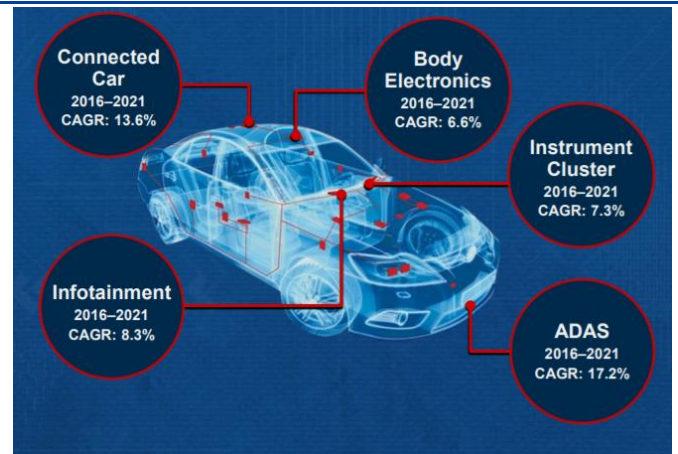 Connected
Car
2016–2021
CAGR: 13.6%
Body
Electronics
2016–2021
CAGR: 6.6%
Instrument
Cluster
2016–2021
CAGR: 7.3%
Infotainment
2016–2021
CAGR: 8.3%
ADAS
2016–2021
CAGR: 17.2%